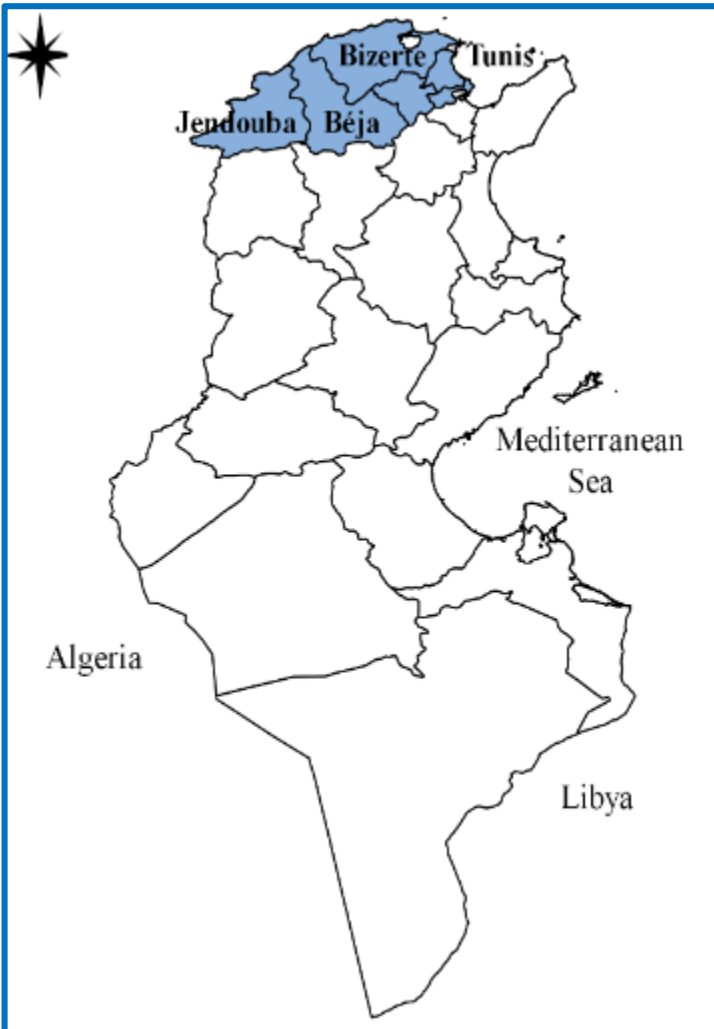 Bizerte
Tunis
Jendouba
Béja
Mediterranean
Sea
Algeria
Libya